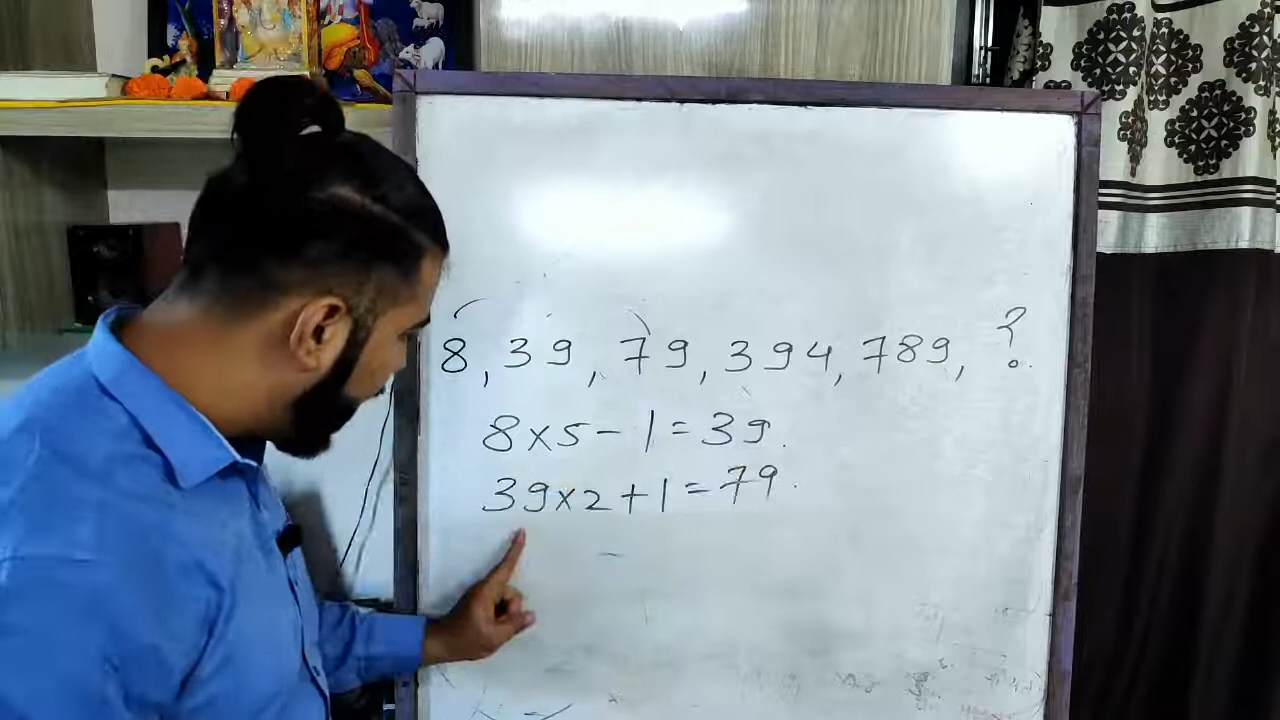 8, 39, 79, 394, 789, ?
8×5-1=39.
39×2+1=79.